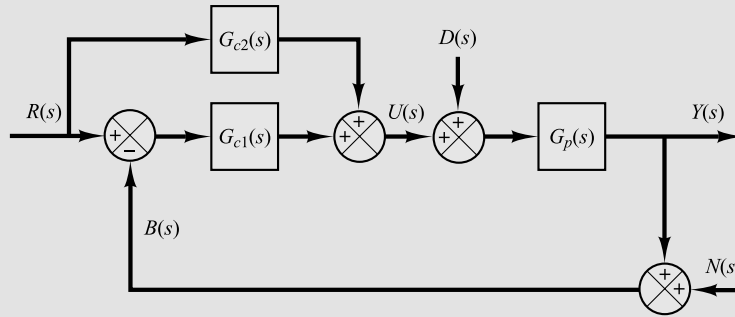 G_{c2}(s)
D(s)
R(s)
+
−
G_{c1}(s)
+
+
U(s)
+
+
G_p(s)
Y(s)
B(s)
+
+
N(s